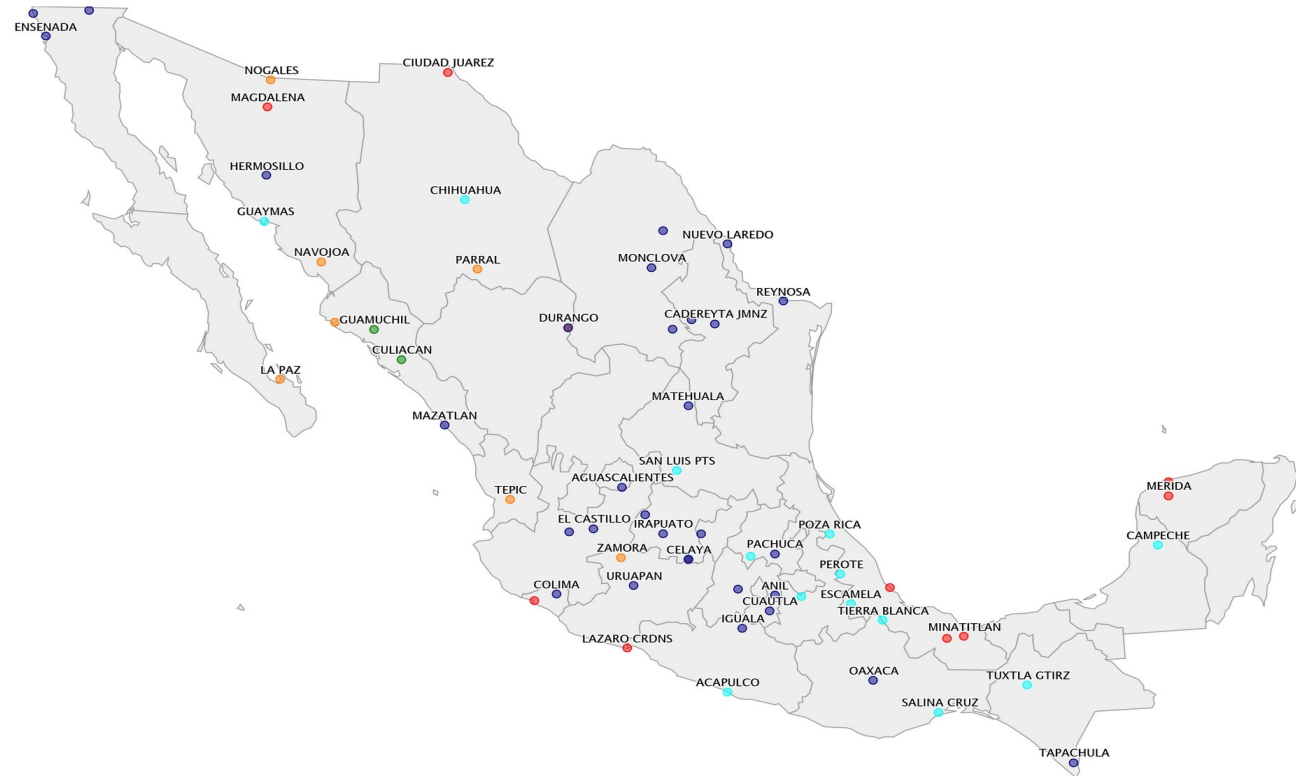 ENSENADA
NOGALES
CIUDAD JUAREZ
MAGDALENA
HERMOSILLO
CHIHUAHUA
GUAYMAS
NUEVO LAREDO
NAVOJOA
PARRAL
MONCLOVA
REYNOSA
GUAMUCHIL
DURANGO
CADEREYTA JMNZ
CULIACAN
LA PAZ
MATEHUALA
MAZATLAN
SAN LUIS PTS
AGUASCALIENTES
TEPIC
MERIDA
EL CASTILLO
IRAPUATO
POZA RICA
CAMPECHE
ZAMORA
CELAYA
PACHUCA
PEROTE
COLIMA
URUAPAN
ANIL
ESCAMELA
CUAUTLA
TIERRA BLANCA
IGUALA
MINATITLAN
LAZARO CRDNS
OAXACA
TUXTLA GTIRZ
ACAPULCO
SALINA CRUZ
TAPACHULA